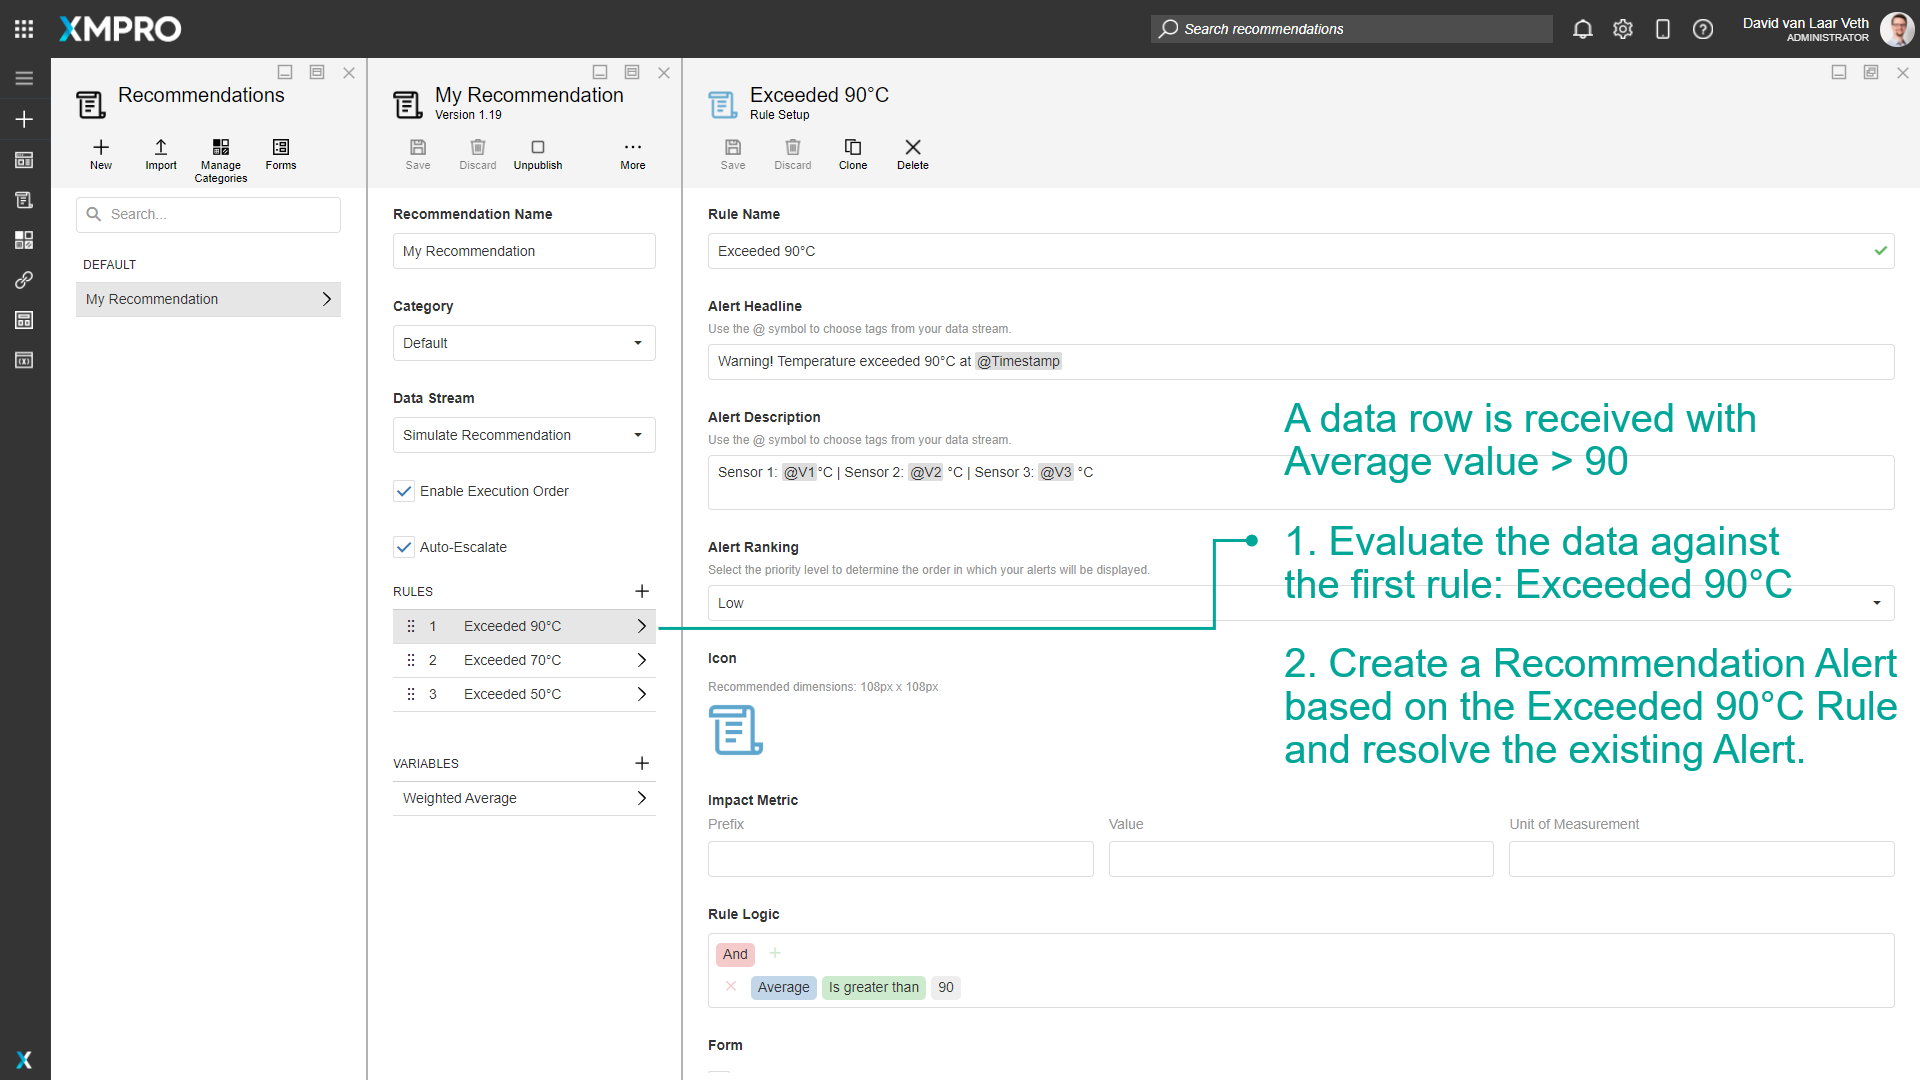 XMPRO
Search recommendations
David van Laar Veth
ADMINISTRATOR
Recommendations
New
Import
Manage
Categories
Forms
Search...
DEFAULT
My Recommendation
My Recommendation
Version 1.19
Save
Discard
Unpublish
More
Recommendation Name
My Recommendation
Category
Default
Data Stream
Simulate Recommendation
Enable Execution Order
Auto-Escalate
RULES
1 Exceeded 90°C
2 Exceeded 70°C
3 Exceeded 50°C
VARIABLES
Weighted Average
Exceeded 90°C
Rule Setup
Save
Discard
Clone
Delete
Rule Name
Exceeded 90°C
Alert Headline
Use the @ symbol to choose tags from your data stream.
Warning! Temperature exceeded 90°C at @Timestamp
Alert Description
Use the @ symbol to choose tags from your data stream.
Sensor 1: @V1°C | Sensor 2: @V2 °C | Sensor 3: @V3 °C
Alert Ranking
Select the priority level to determine the order in which your alerts will be displayed.
Low
Icon
Recommended dimensions: 108px x 108px
Impact Metric
Prefix
Value
Unit of Measurement
Rule Logic
And
Average Is greater than 90
Form
A data row is received with
Average value > 90
1. Evaluate the data against
the first rule: Exceeded 90°C
2. Create a Recommendation Alert
based on the Exceeded 90°C Rule
and resolve the existing Alert.